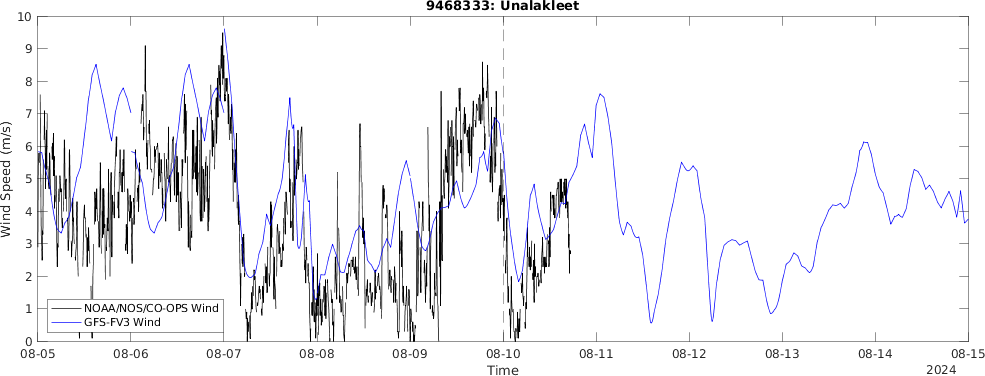 9468333: Unalakleet
10
9
8
7
6
5
4
3
2
1
0
Wind Speed (m/s)
NOAA/NOS/CO-OPS Wind
GFS-FV3 Wind
08-05 08-06 08-07 08-08 08-09 08-10 08-11 08-12 08-13 08-14 08-15
Time
2024